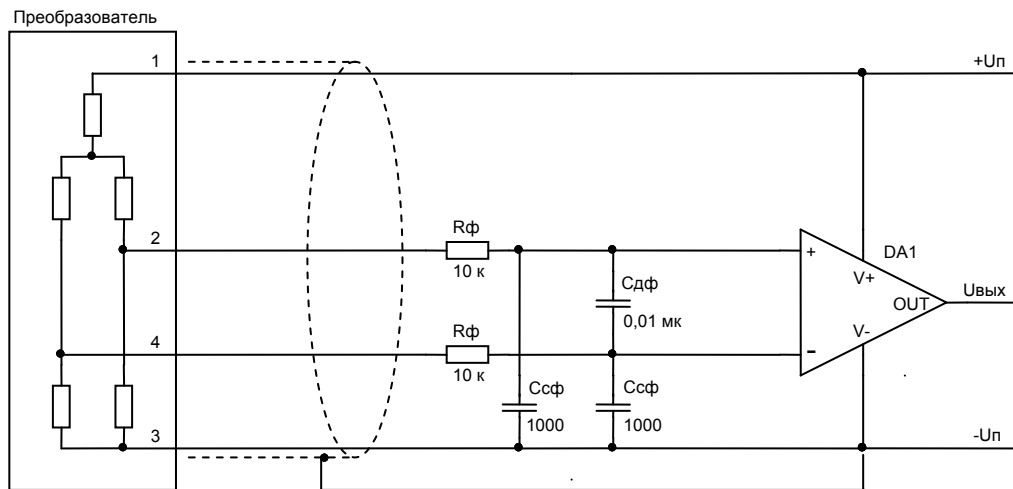 Преобразователь
1
+Uп
2
Rф
10 к
+
DA1
V+
Cдф
0,01 мк
OUT
Uвых
4
Rф
10 к
V-
-
Cсф
1000
Cсф
1000
3
-Uп